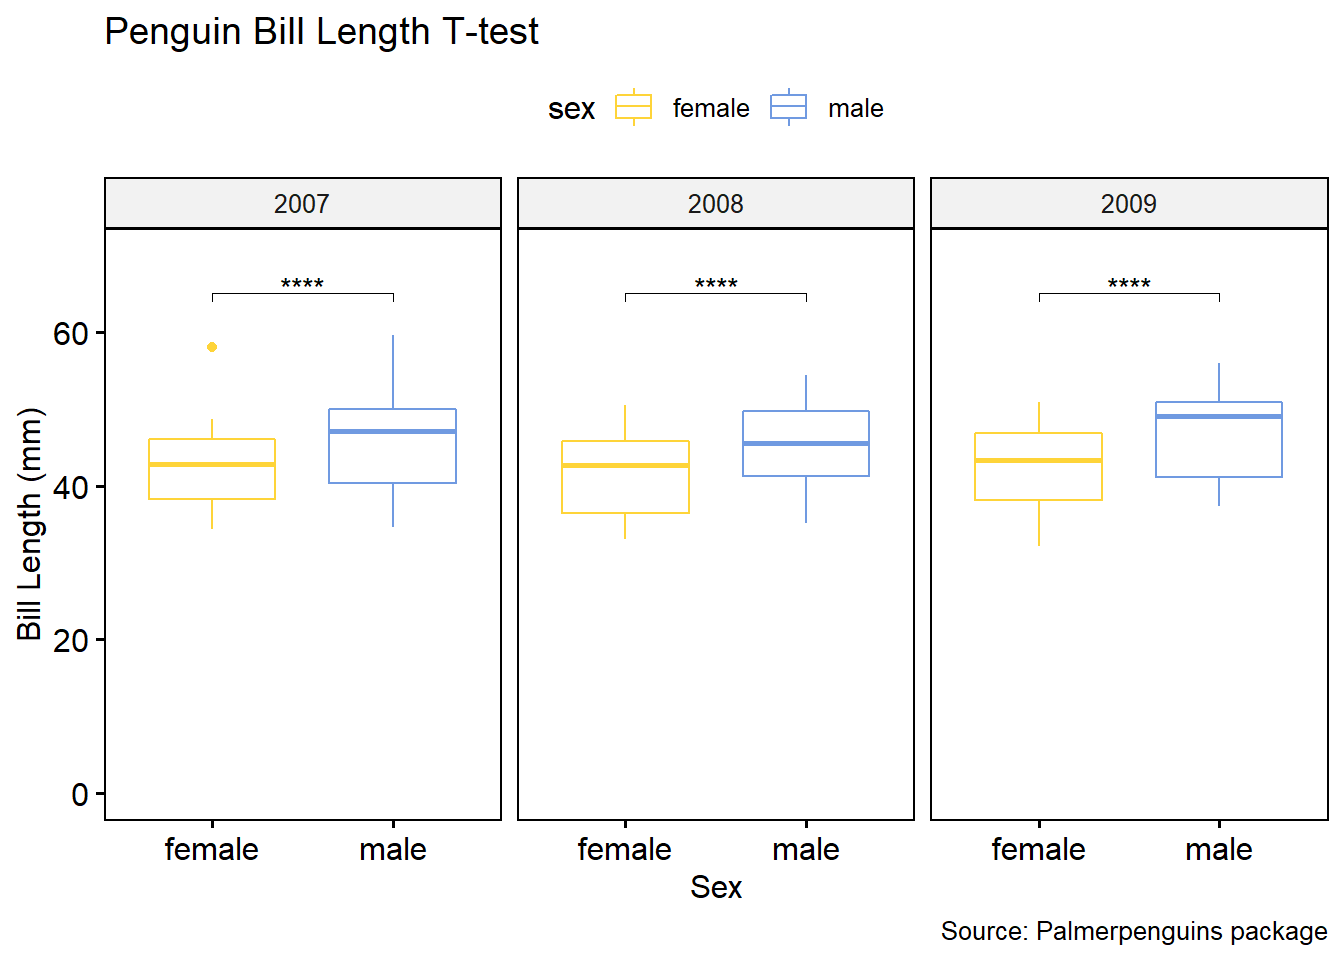 Penguin Bill Length T-test
sex female male
2007 2008 2009
**** **** ****
60
40
20
0
Bill Length (mm)
female male female male female male
Sex
Source: Palmerpenguins package